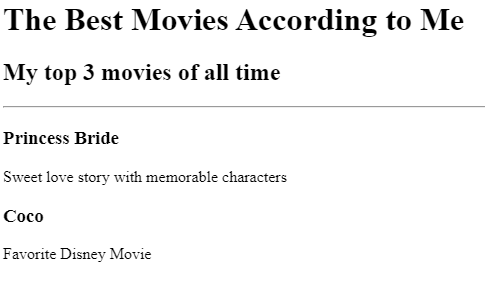 The Best Movies According to Me
My top 3 movies of all time
Princess Bride
Sweet love story with memorable characters
Coco
Favorite Disney Movie